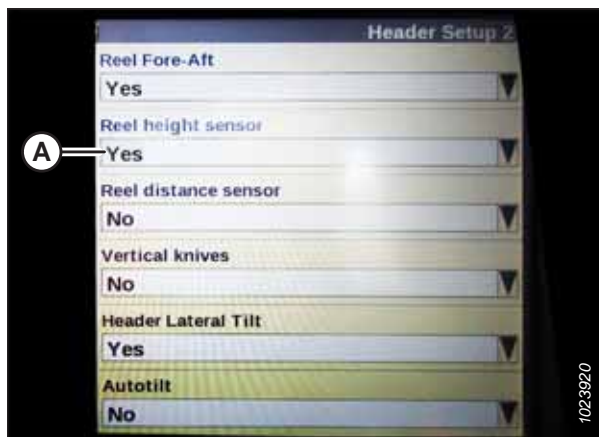 Header Setup 2
Reel Fore-Aft
Yes
Reel height sensor
A
Yes
Reel distance sensor
No
Vertical knives
No
Header Lateral Tilt
Yes
Autotilt
No
1023920